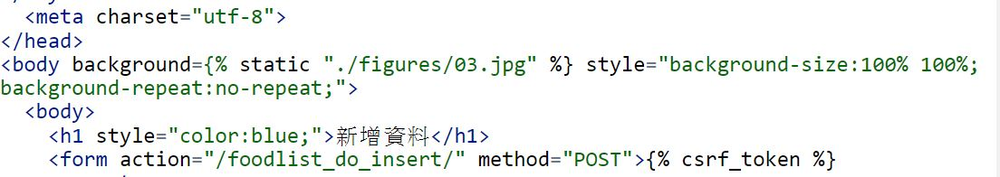 <meta charset="utf-8">
</head>
<body background={% static "./figures/03.jpg" %} style="background-size:100% 100%;
background-repeat:no-repeat;">
<body>
<h1 style="color:blue;">新增資料</h1>
<form action="/foodlist_do_insert/" method="POST">{% csrf_token %}